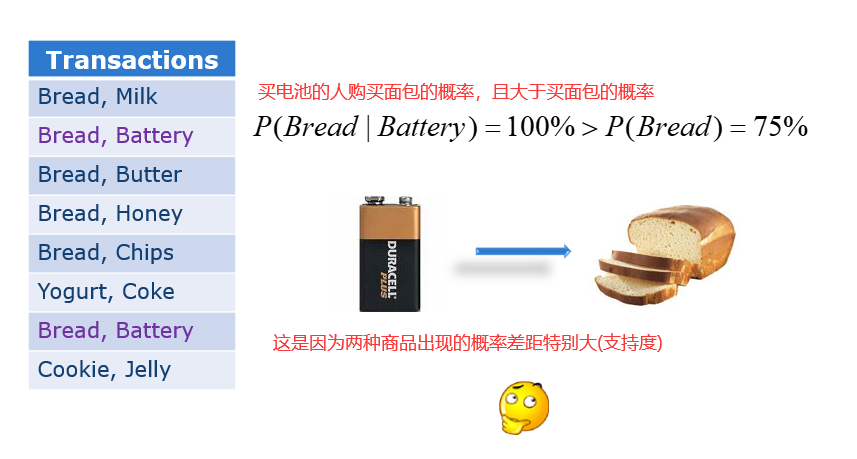 Transactions
Bread, Milk
Bread, Battery
Bread, Butter
Bread, Honey
Bread, Chips
Yogurt, Coke
Bread, Battery
Cookie, Jelly
买电池的人购买面包的概率，且大于买面包的概率
P(Bread | Battery) = 100% > P(Bread) = 75%
DURACELL
PLUS
这是因为两种商品出现的概率差距特别大(支持度)